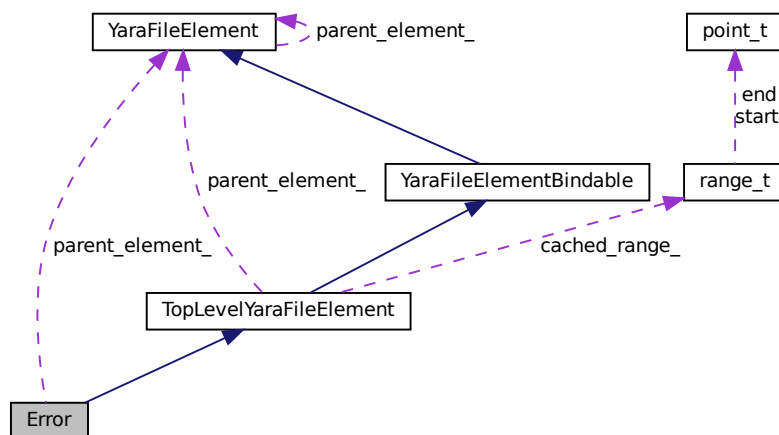 YaraFileElement
parent_element_
point_t
end
start
parent_element_
YaraFileElementBindable
range_t
parent_element_
cached_range_
TopLevelYaraFileElement
Error